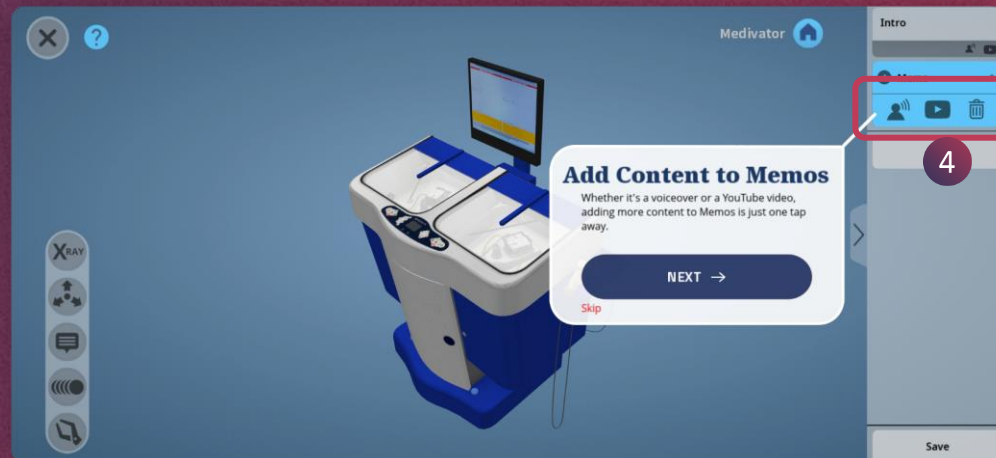 Medivator
Intro
4
Add Content to Memos
Whether it's a voiceover or a YouTube video,
adding more content to Memos is just one tap
away.
NEXT →
Skip
XRAY
Save